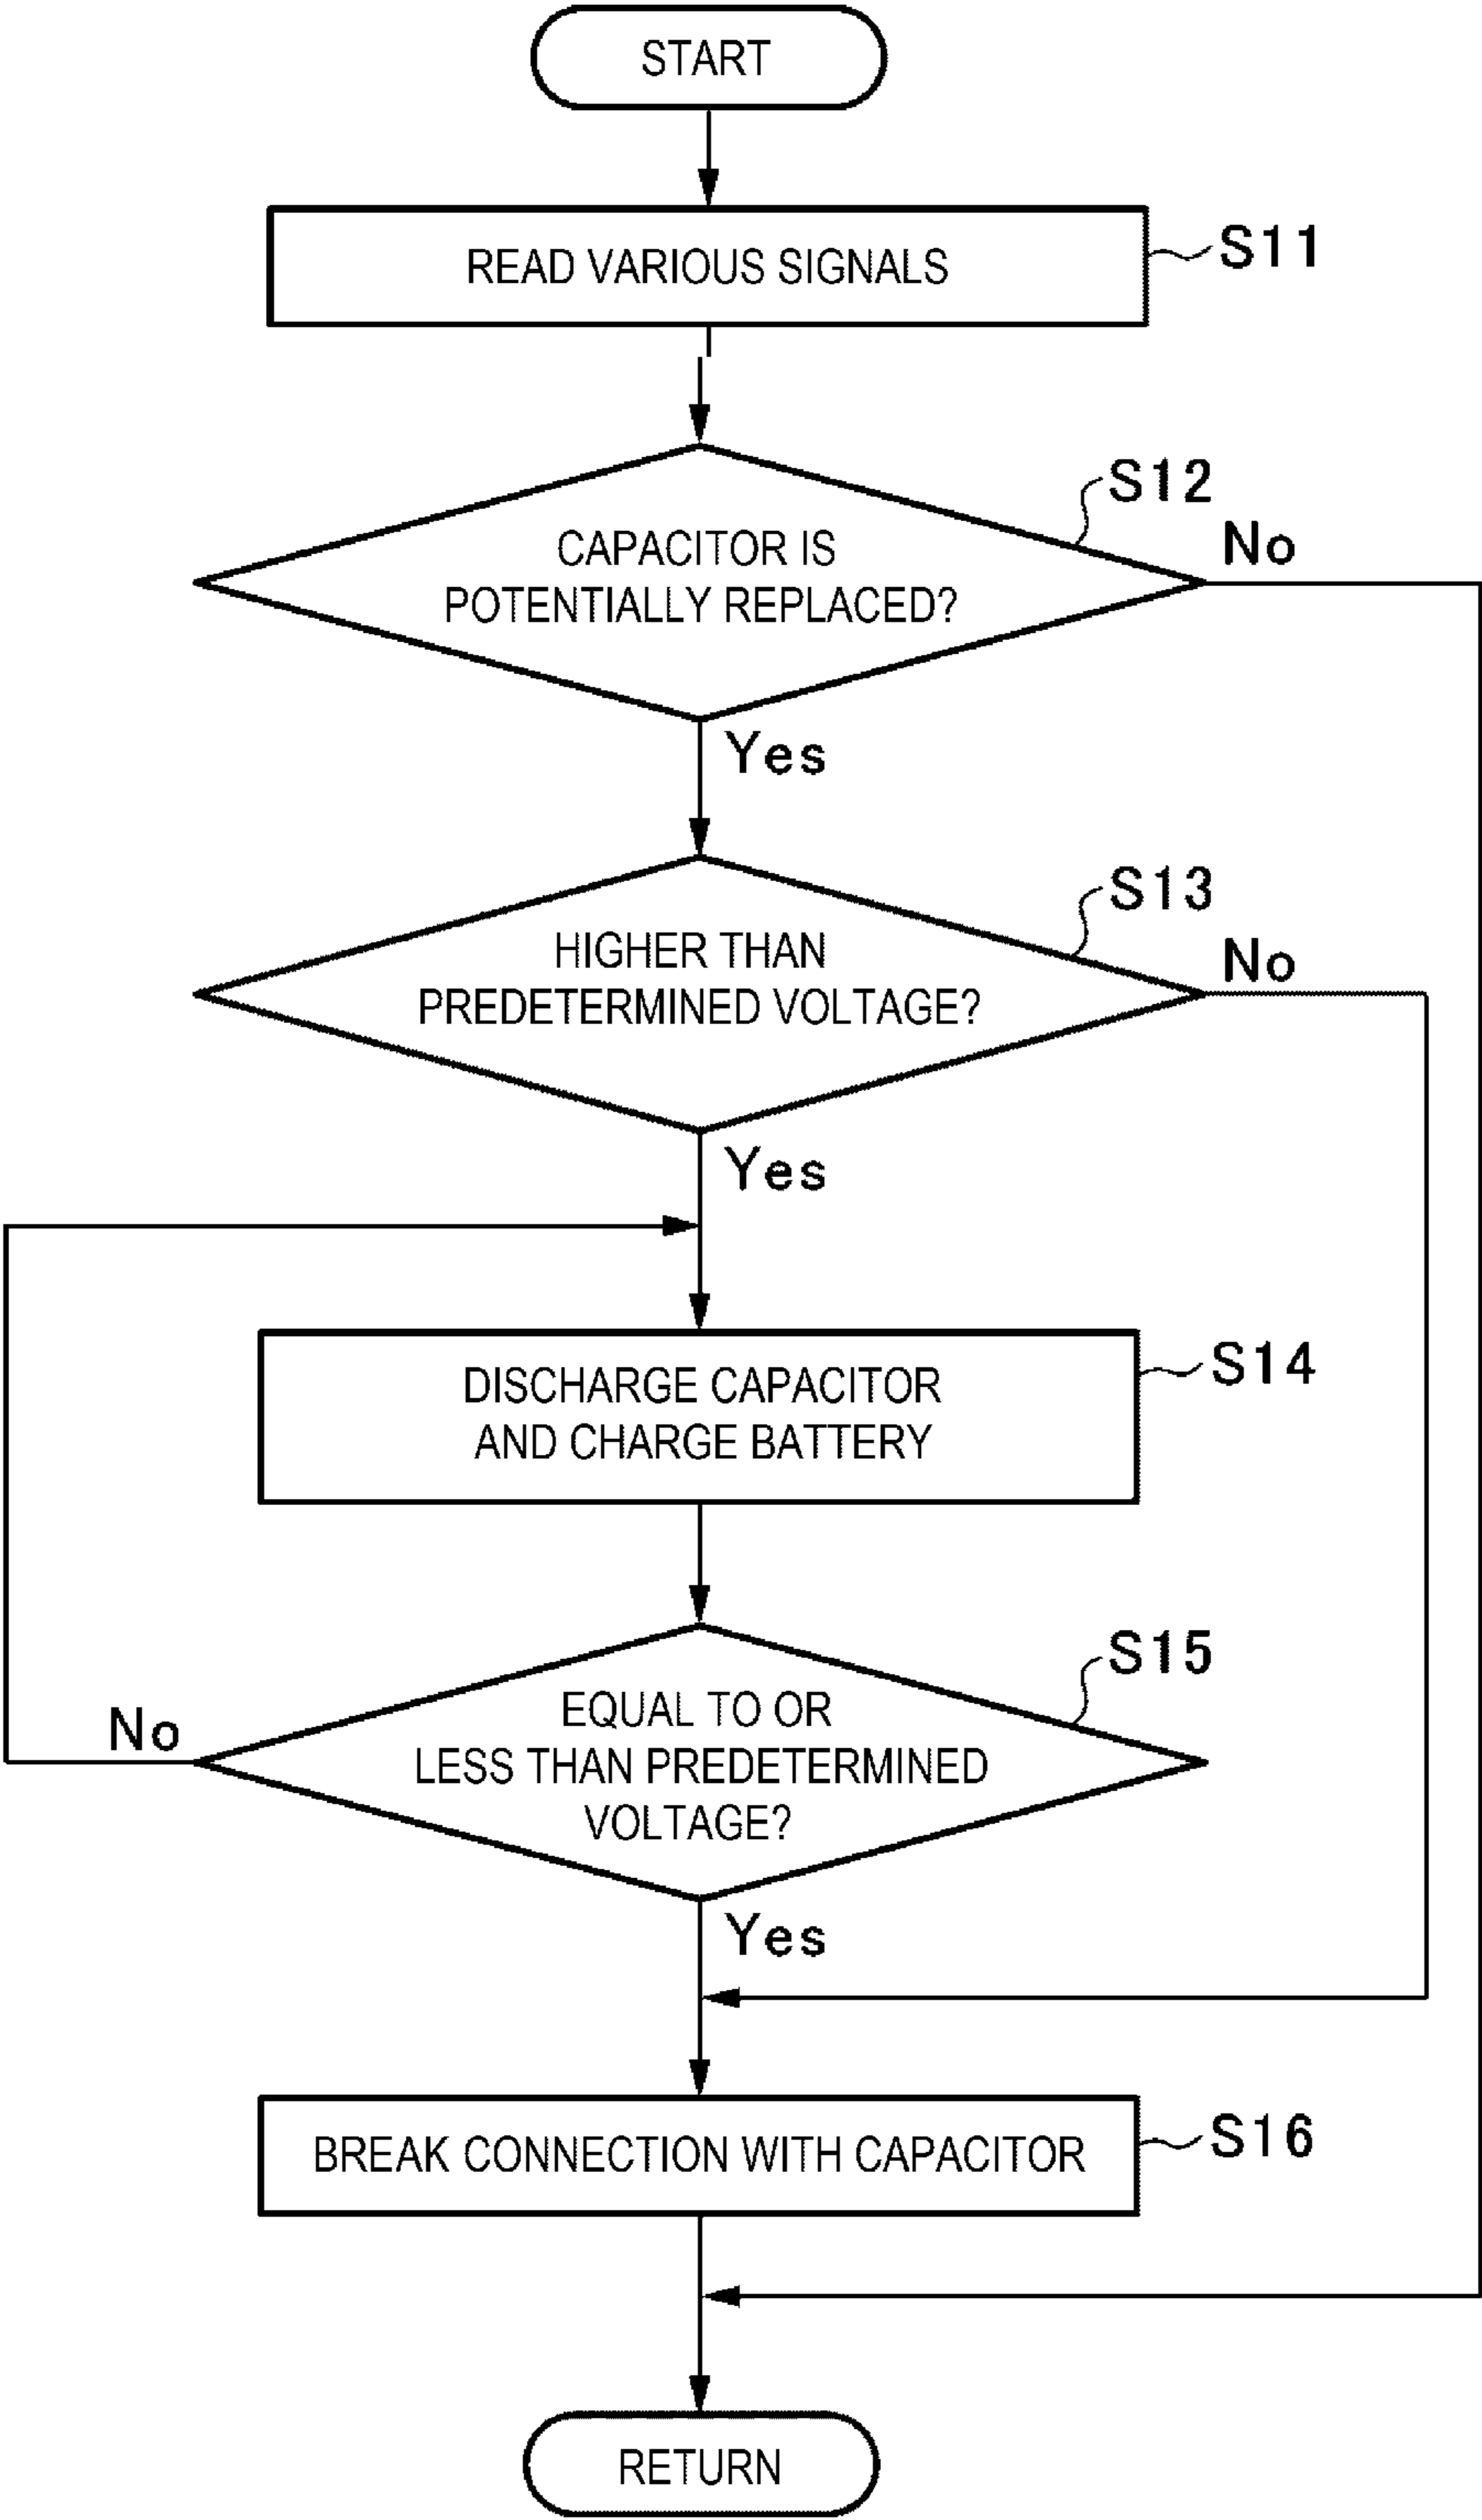 START
READ VARIOUS SIGNALS
S11
S12
CAPACITOR IS
POTENTIALLY REPLACED?
No
Yes
S13
HIGHER THAN
PREDETERMINED VOLTAGE?
No
Yes
DISCHARGE CAPACITOR
AND CHARGE BATTERY
S14
S15
EQUAL TO OR
LESS THAN PREDETERMINED
VOLTAGE?
No
Yes
BREAK CONNECTION WITH CAPACITOR
S16
RETURN